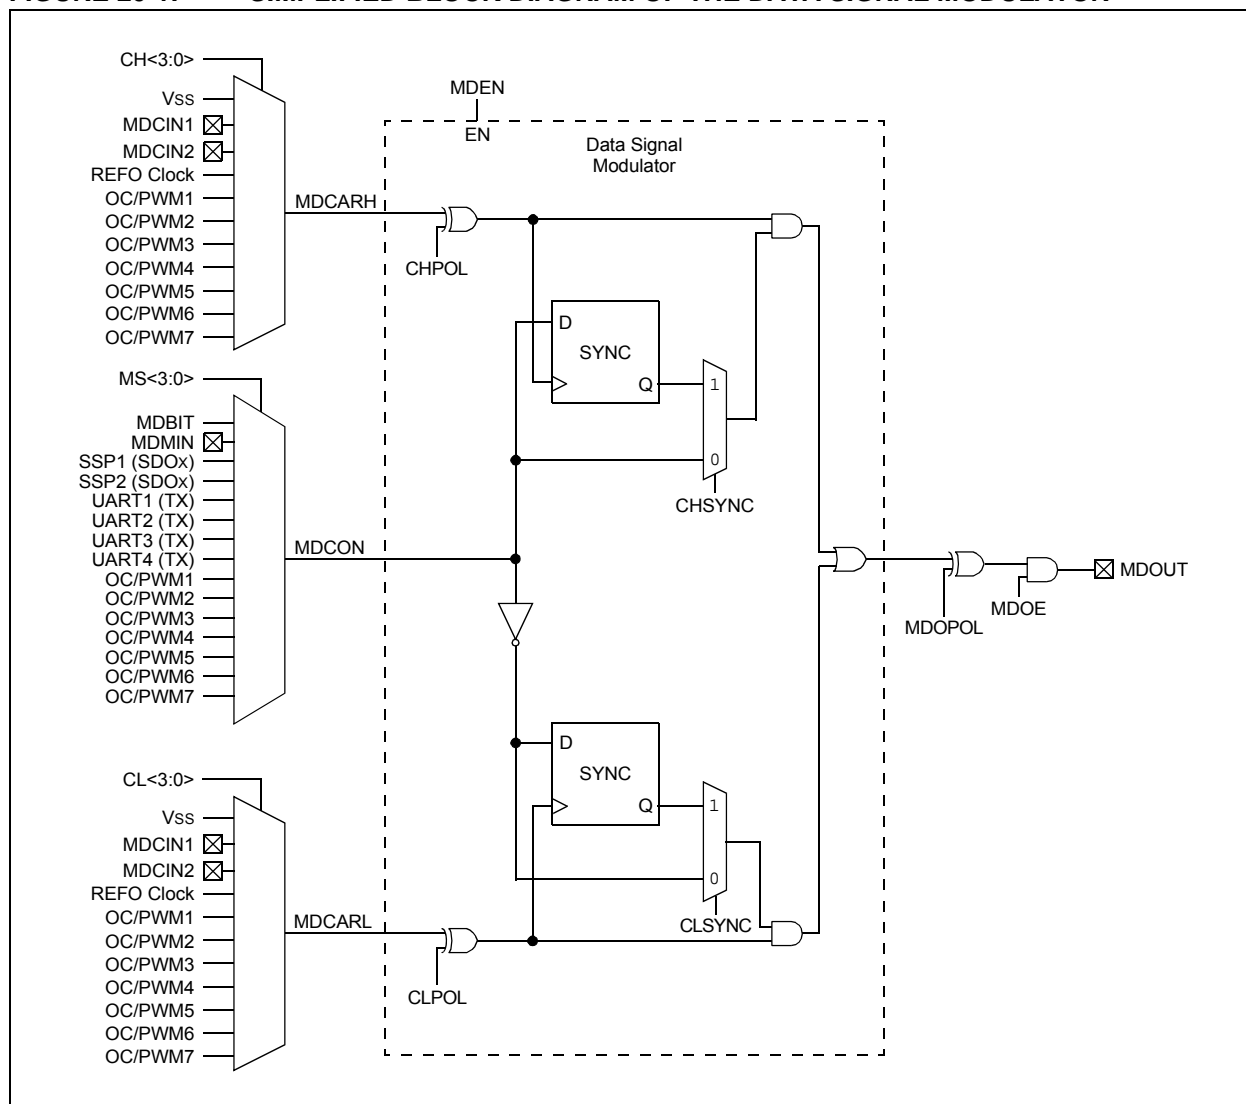 CH<3:0>
VSS
MDCIN1
MDCIN2
REFO Clock
OC/PWM1
OC/PWM2
OC/PWM3
OC/PWM4
OC/PWM5
OC/PWM6
OC/PWM7
MDCARH
MDEN
EN
Data Signal
Modulator
CHPOL
D
SYNC
Q
1
0
CHSYNC
MS<3:0>
MDBIT
MDMIN
SSP1 (SDOx)
SSP2 (SDOx)
UART1 (TX)
UART2 (TX)
UART3 (TX)
UART4 (TX)
OC/PWM1
OC/PWM2
OC/PWM3
OC/PWM4
OC/PWM5
OC/PWM6
OC/PWM7
MDCON
MDOPOL
MDOE
MDOUT
D
SYNC
Q
1
0
CLSYNC
CL<3:0>
VSS
MDCIN1
MDCIN2
REFO Clock
OC/PWM1
OC/PWM2
OC/PWM3
OC/PWM4
OC/PWM5
OC/PWM6
OC/PWM7
MDCARL
CLPOL